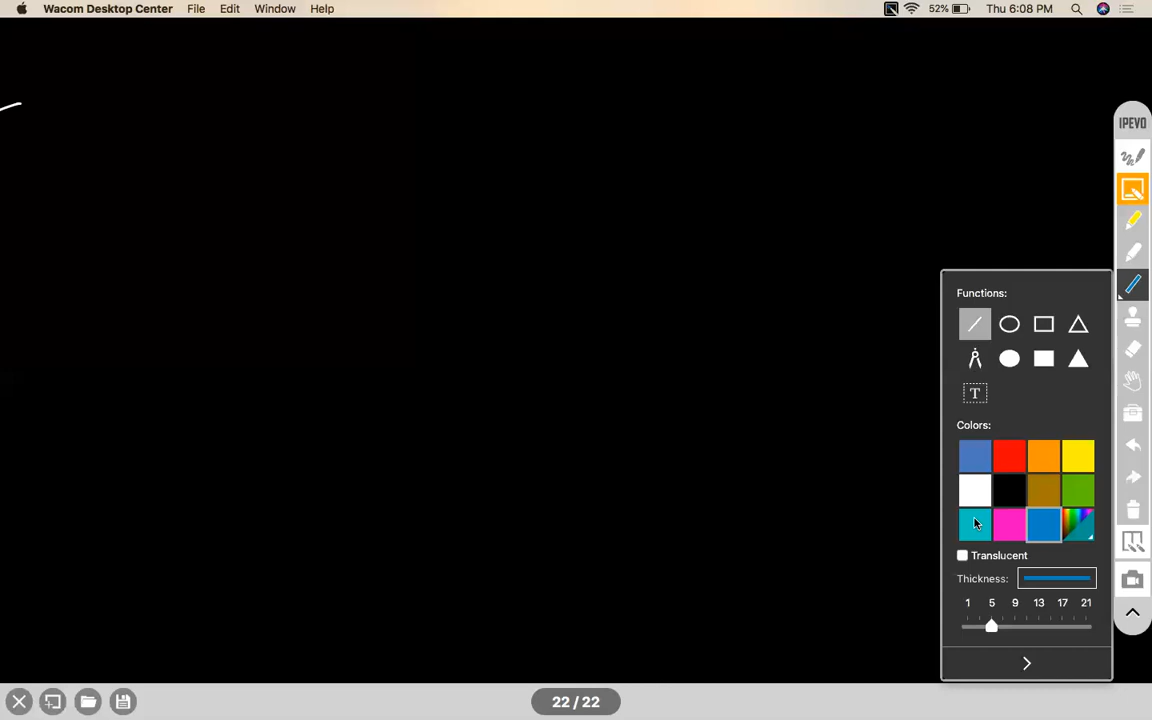 Wacom Desktop Center File Edit Window Help 52% Thu 6:08 PM
IPEVO
Functions:
T
Colors:
Translucent
Thickness:
1 5 9 13 17 21
22 / 22